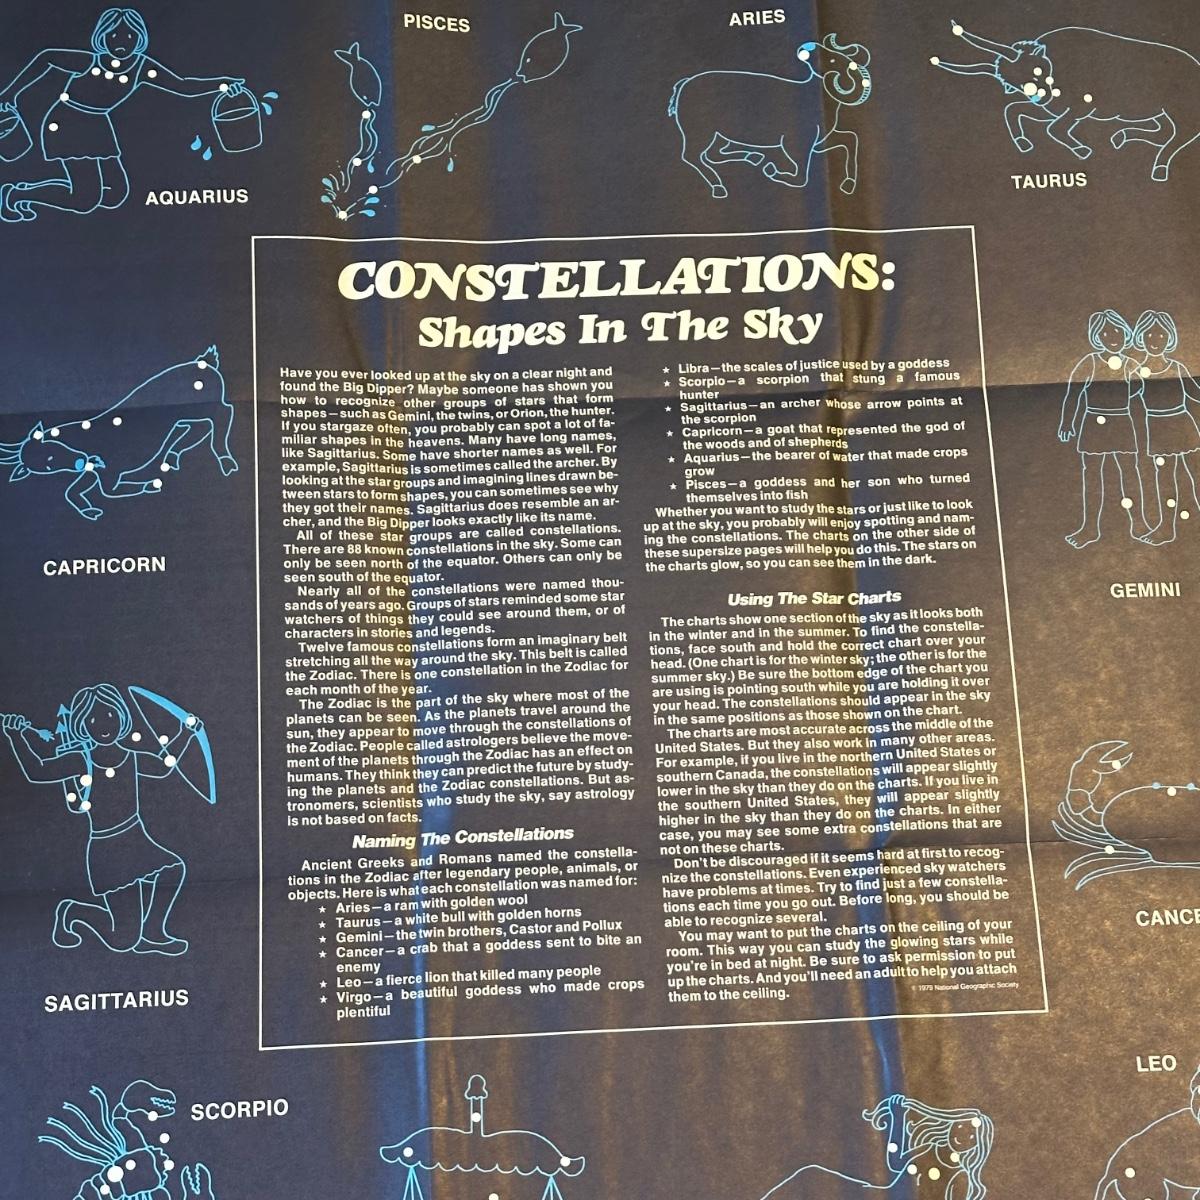 PISCES
ARIES
AQUARIUS
TAURUS
CONSTELLATIONS:
Shapes In The Sky
Have you ever looked up at the sky on a clear night and
found the Big Dipper? Maybe someone has shown you
how to recognize other groups of stars that form
shapes—such as Gemini, the twins, or Orion, the hunter.
If you stargaze often, you probably can spot a lot of fa-
miliar shapes in the heavens. Many have long names,
like Sagittarius. Some have shorter names as well. For
example, Sagittarius is sometimes called the archer. By
looking at the star groups and imagining lines drawn be-
tween stars to form shapes, you can sometimes see why
they got their names. Sagittarius does resemble an ar-
cher, and the Big Dipper looks exactly like its name.
All of these star groups are called constellations.
There are 88 known constellations in the sky. Some can
only be seen north of the equator. Others can only be
seen south of the equator.
Nearly all of the constellations were named thou-
sands of years ago. Groups of stars reminded some star
watchers of things they could see around them, or of
characters in stories and legends.
Twelve famous constellations form an imaginary belt
stretching all the way around the sky. This belt is called
the Zodiac. There is one constellation in the Zodiac for
each month of the year.
The Zodiac is the part of the sky where most of the
planets can be seen. As the planets travel around the
sun, they appear to move through the constellations of
the Zodiac. People called astrologers believe the move-
ment of the planets through the Zodiac has an effect on
humans. They think they can predict the future by study-
ing the planets and the Zodiac constellations. But as-
tronomers, scientists who study the sky, say astrology
is not based on facts.
Naming The Constellations
Ancient Greeks and Romans named the constella-
tions in the Zodiac after legendary people, animals, or
objects. Here is what each constellation was named for:
★ Aries—a ram with golden wool
★ Taurus—a white bull with golden horns
★ Gemini—the twin brothers, Castor and Pollux
★ Cancer—a crab that a goddess sent to bite an
enemy
★ Leo—a fierce lion that killed many people
★ Virgo—a beautiful goddess who made crops
plentiful
★ Libra—the scales of justice used by a goddess
★ Scorpio—a scorpion that stung a famous
hunter
★ Sagittarius—an archer whose arrow points at
the scorpion
★ Capricorn—a goat that represented the god of
the woods and of shepherds
★ Aquarius—the bearer of water that made crops
grow
★ Pisces—a goddess and her son who turned
themselves into fish
Whether you want to study the stars or just like to look
up at the sky, you probably will enjoy spotting and nam-
ing the constellations. The charts on the other side of
these supersize pages will help you do this. The stars on
the charts glow, so you can see them in the dark.
Using The Star Charts
The charts show one section of the sky as it looks both
in the winter and in the summer. To find the constella-
tions, face south and hold the correct chart over your
head. (One chart is for the winter sky; the other is for the
summer sky.) Be sure the bottom edge of the chart you
are using is pointing south while you are holding it over
your head. The constellations should appear in the sky
in the same positions as those shown on the chart.
The charts are most accurate across the middle of the
United States. But they also work in many other areas.
For example, if you live in the northern United States or
southern Canada, the constellations will appear slightly
lower in the sky than they do on the charts. If you live in
the southern United States, they will appear slightly
higher in the sky than they do on the charts. In either
case, you may see some extra constellations that are
not on these charts.
Don't be discouraged if it seems hard at first to recog-
nize the constellations. Even experienced sky watchers
have problems at times. Try to find just a few constella-
tions each time you go out. Before long, you should be
able to recognize several.
You may want to put the charts on the ceiling of your
room. This way you can study the glowing stars while
you're in bed at night. Be sure to ask permission to put
up the charts. And you'll need an adult to help you attach
them to the ceiling.
© 1979 National Geographic Society
CAPRICORN
GEMINI
SAGITTARIUS
CANCE
SCORPIO
LEO